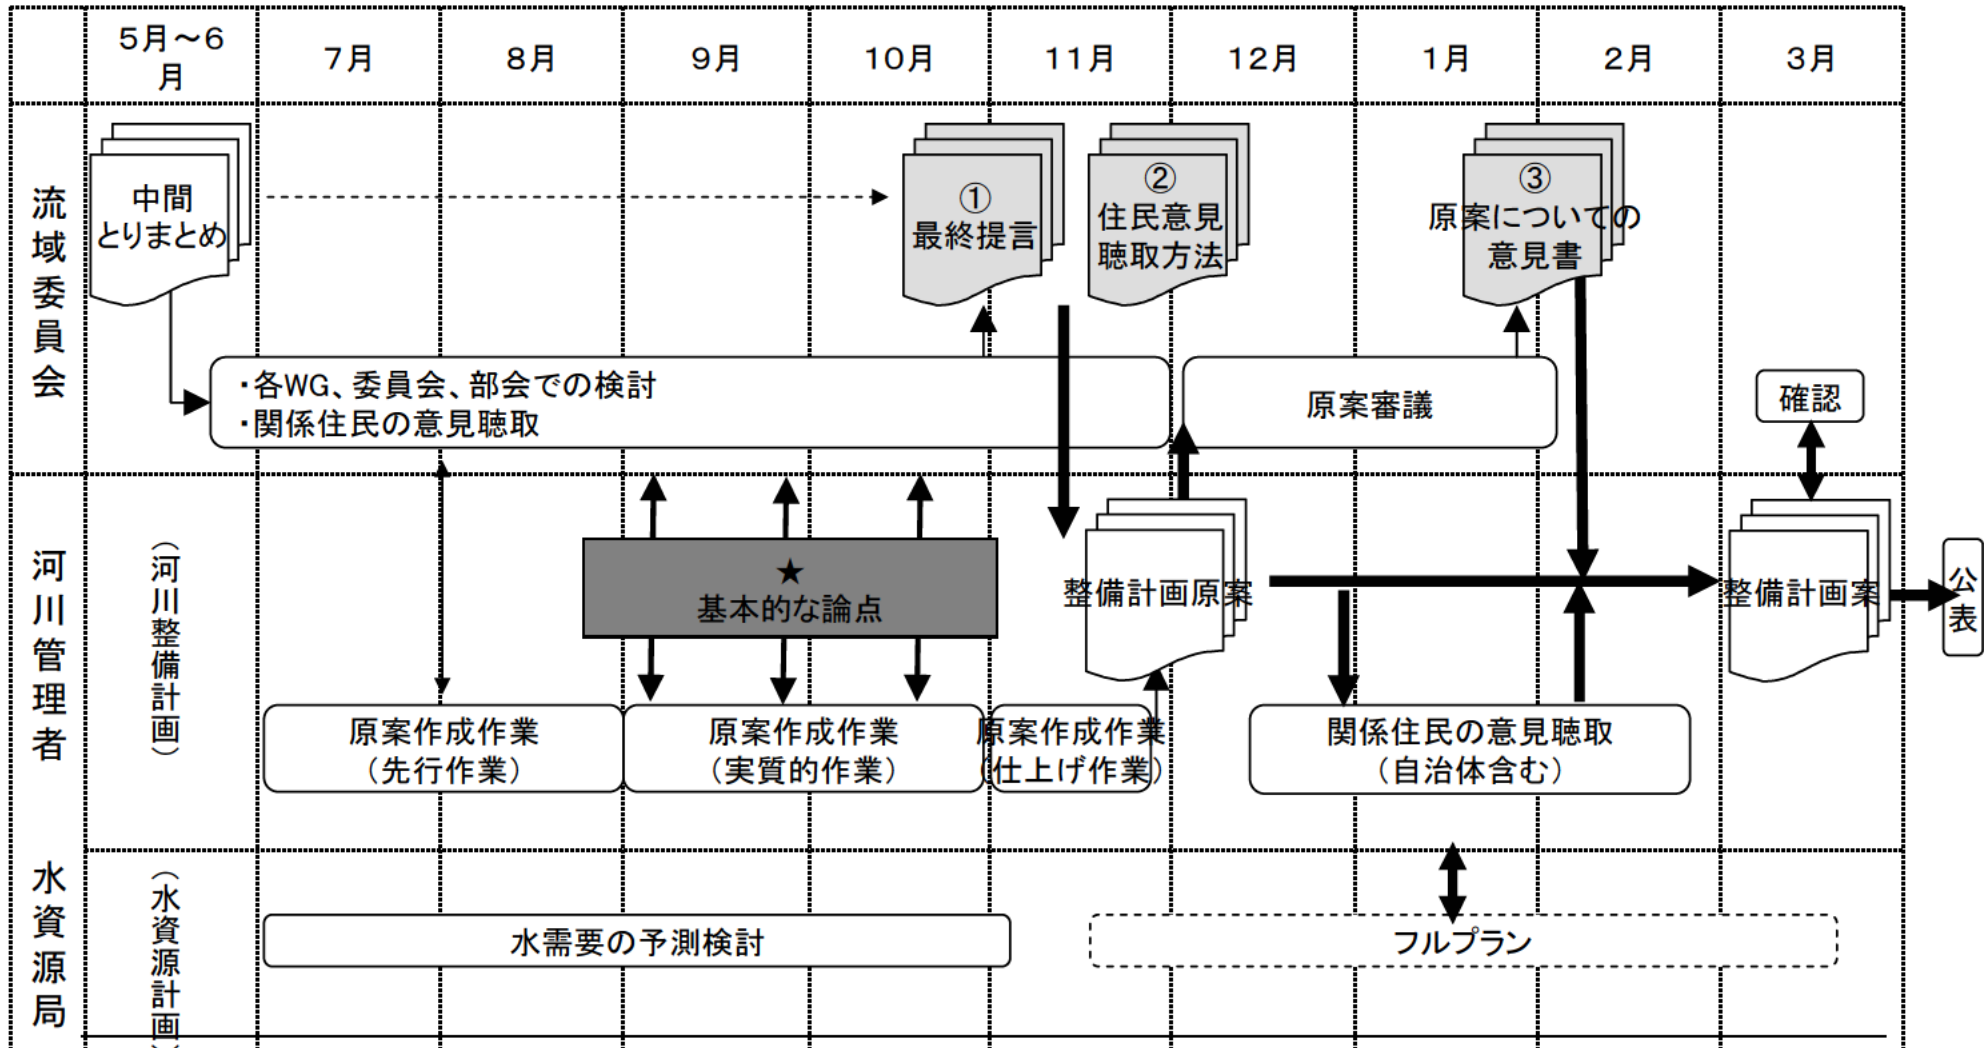 ５月～６
月
７月
８月
９月
１０月
１１月
１２月
１月
２月
３月
流域委員会
中間
とりまとめ
①
最終提言
②
住民意見
聴取方法
③
原案についての
意見書
・各WG、委員会、部会での検討
・関係住民の意見聴取
原案審議
確認
河川管理者
（河川整備計画）
★
基本的な論点
整備計画原案
整備計画案
公表
原案作成作業
（先行作業）
原案作成作業
（実質的作業）
原案作成作業
（仕上げ作業）
関係住民の意見聴取
（自治体含む）
水資源局
（水資源計画）
水需要の予測検討
フルプラン